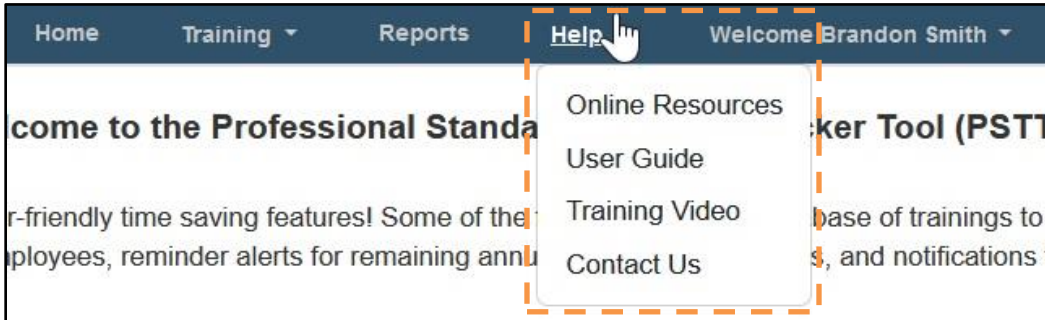 Home Training Reports Help Welcome Brandon Smith
Online Resources
come to the Professional Standa ker Tool (PSTT
User Guide
r-friendly time saving features! Some of the Training Video base of trainings to
ployees, reminder alerts for remaining annu Contact Us s, and notifications